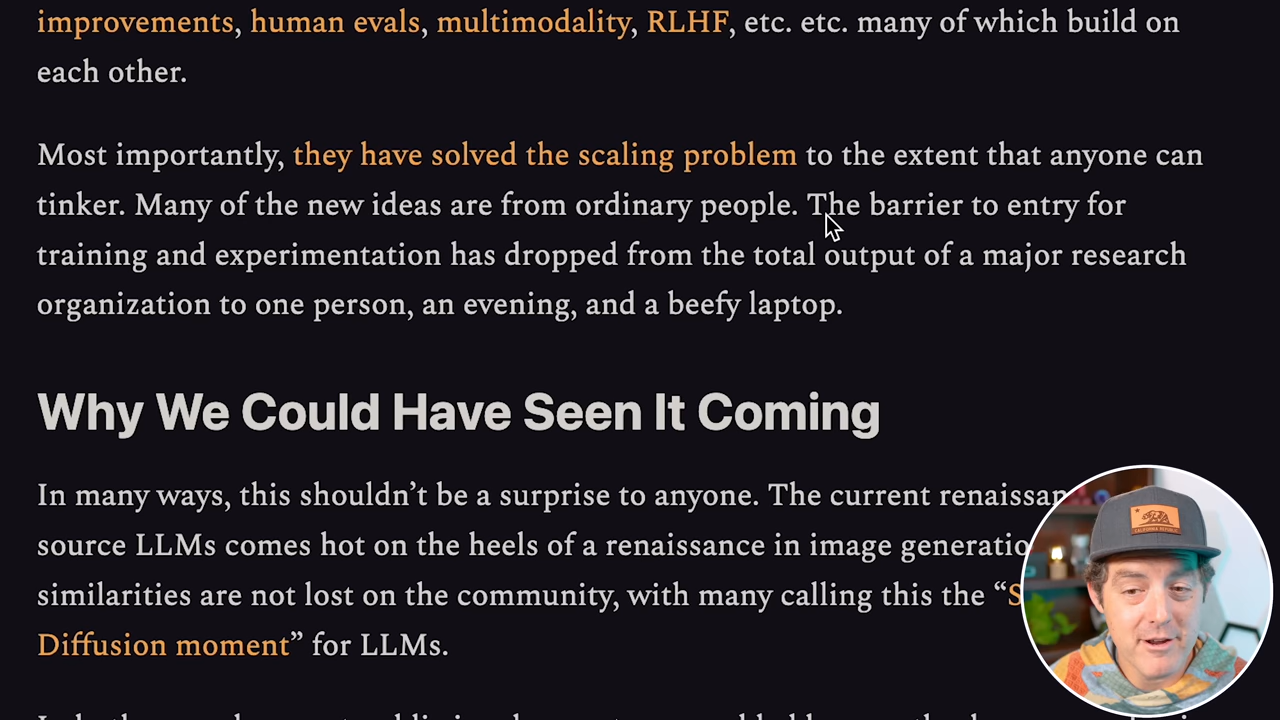 improvements, human evals, multimodality, RLHF, etc. etc. many of which build on
each other.
Most importantly, they have solved the scaling problem to the extent that anyone can
tinker. Many of the new ideas are from ordinary people. The barrier to entry for
training and experimentation has dropped from the total output of a major research
organization to one person, an evening, and a beefy laptop.
Why We Could Have Seen It Coming
In many ways, this shouldn’t be a surprise to anyone. The current
source LLMs comes hot on the heels of a renaissance in image
similarities are not lost on the community, with many calling this the “
Diffusion moment” for LLMs.